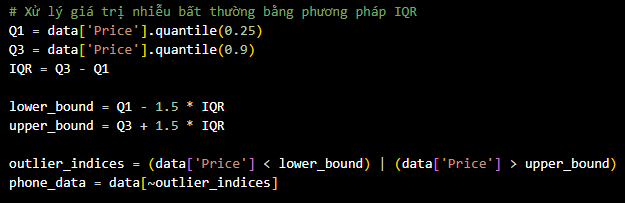 # Xử lý giá trị nhiễu bất thường bằng phương pháp IQR
Q1 = data['Price'].quantile(0.25)
Q3 = data['Price'].quantile(0.9)
IQR = Q3 - Q1
lower_bound = Q1 - 1.5 * IQR
upper_bound = Q3 + 1.5 * IQR
outlier_indices = (data['Price'] < lower_bound) | (data['Price'] > upper_bound)
phone_data = data[~outlier_indices]